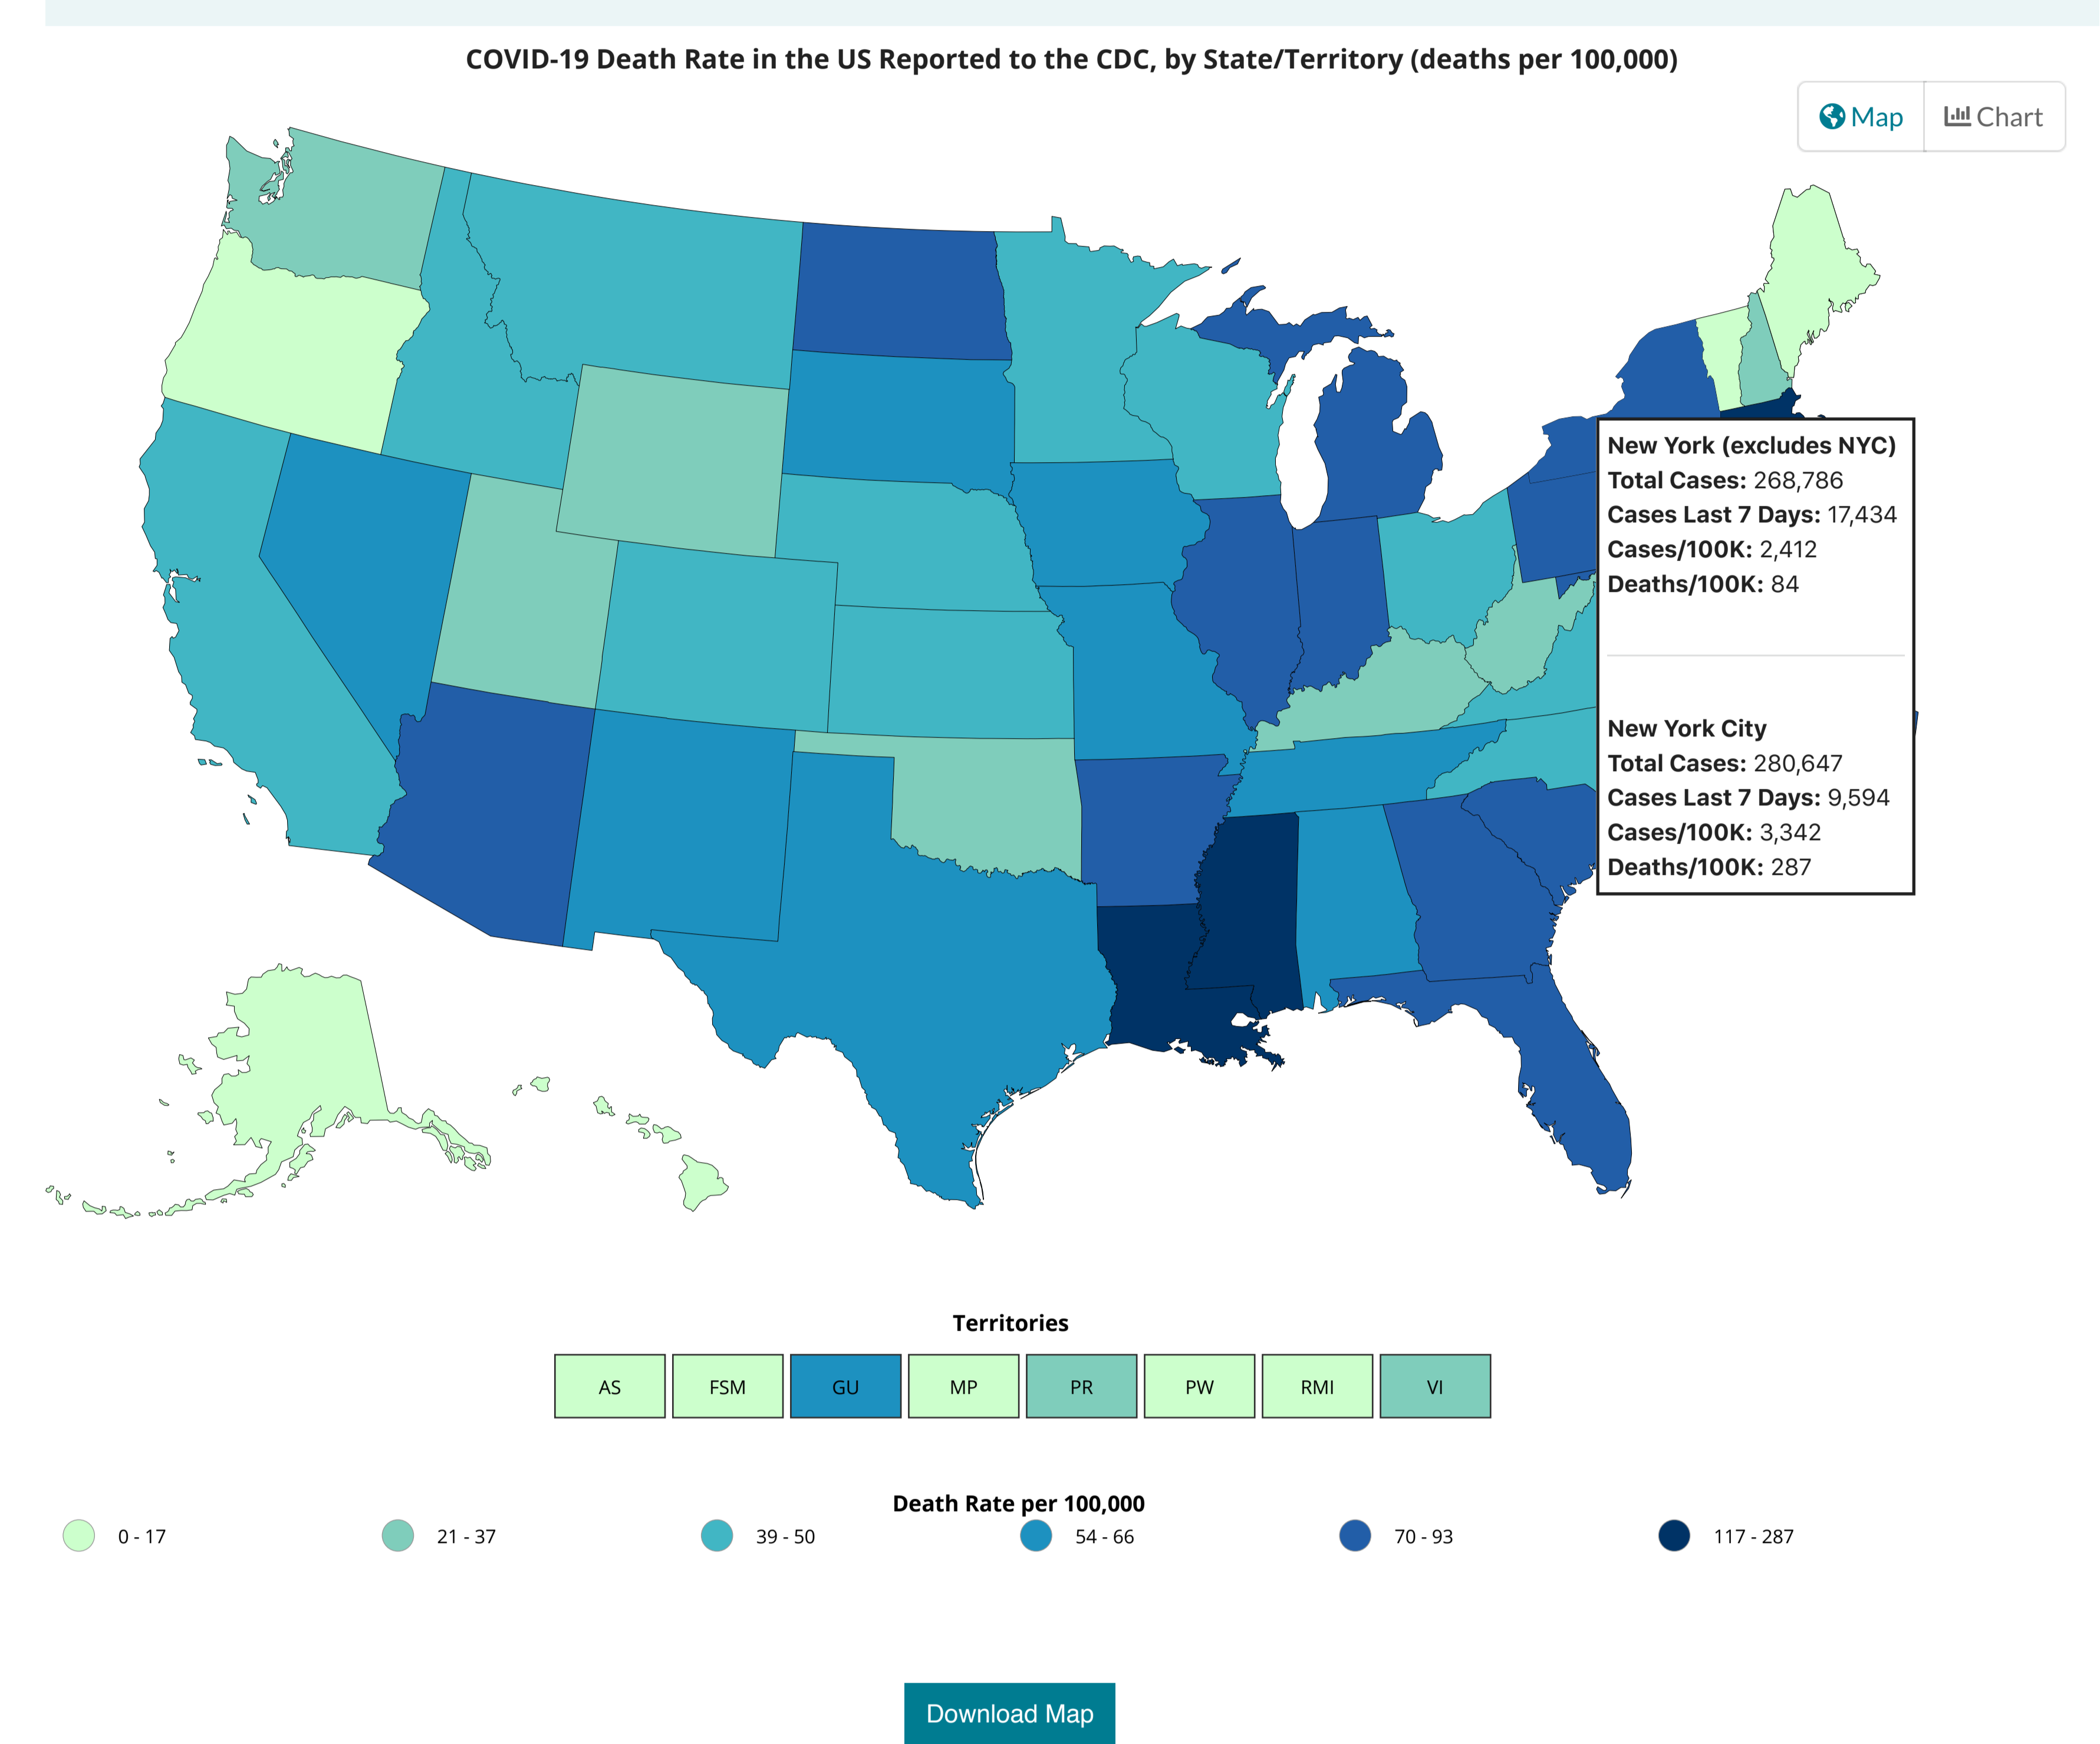 COVID-19 Death Rate in the US Reported to the CDC, by State/Territory (deaths per 100,000)
Map
Chart
New York (excludes NYC)
Total Cases: 268,786
Cases Last 7 Days: 17,434
Cases/100K: 2,412
Deaths/100K: 84
New York City
Total Cases: 280,647
Cases Last 7 Days: 9,594
Cases/100K: 3,342
Deaths/100K: 287
Territories
AS FSM GU MP PR PW RMI VI
Death Rate per 100,000
0 - 17 21 - 37 39 - 50 54 - 66 70 - 93 117 - 287
Download Map